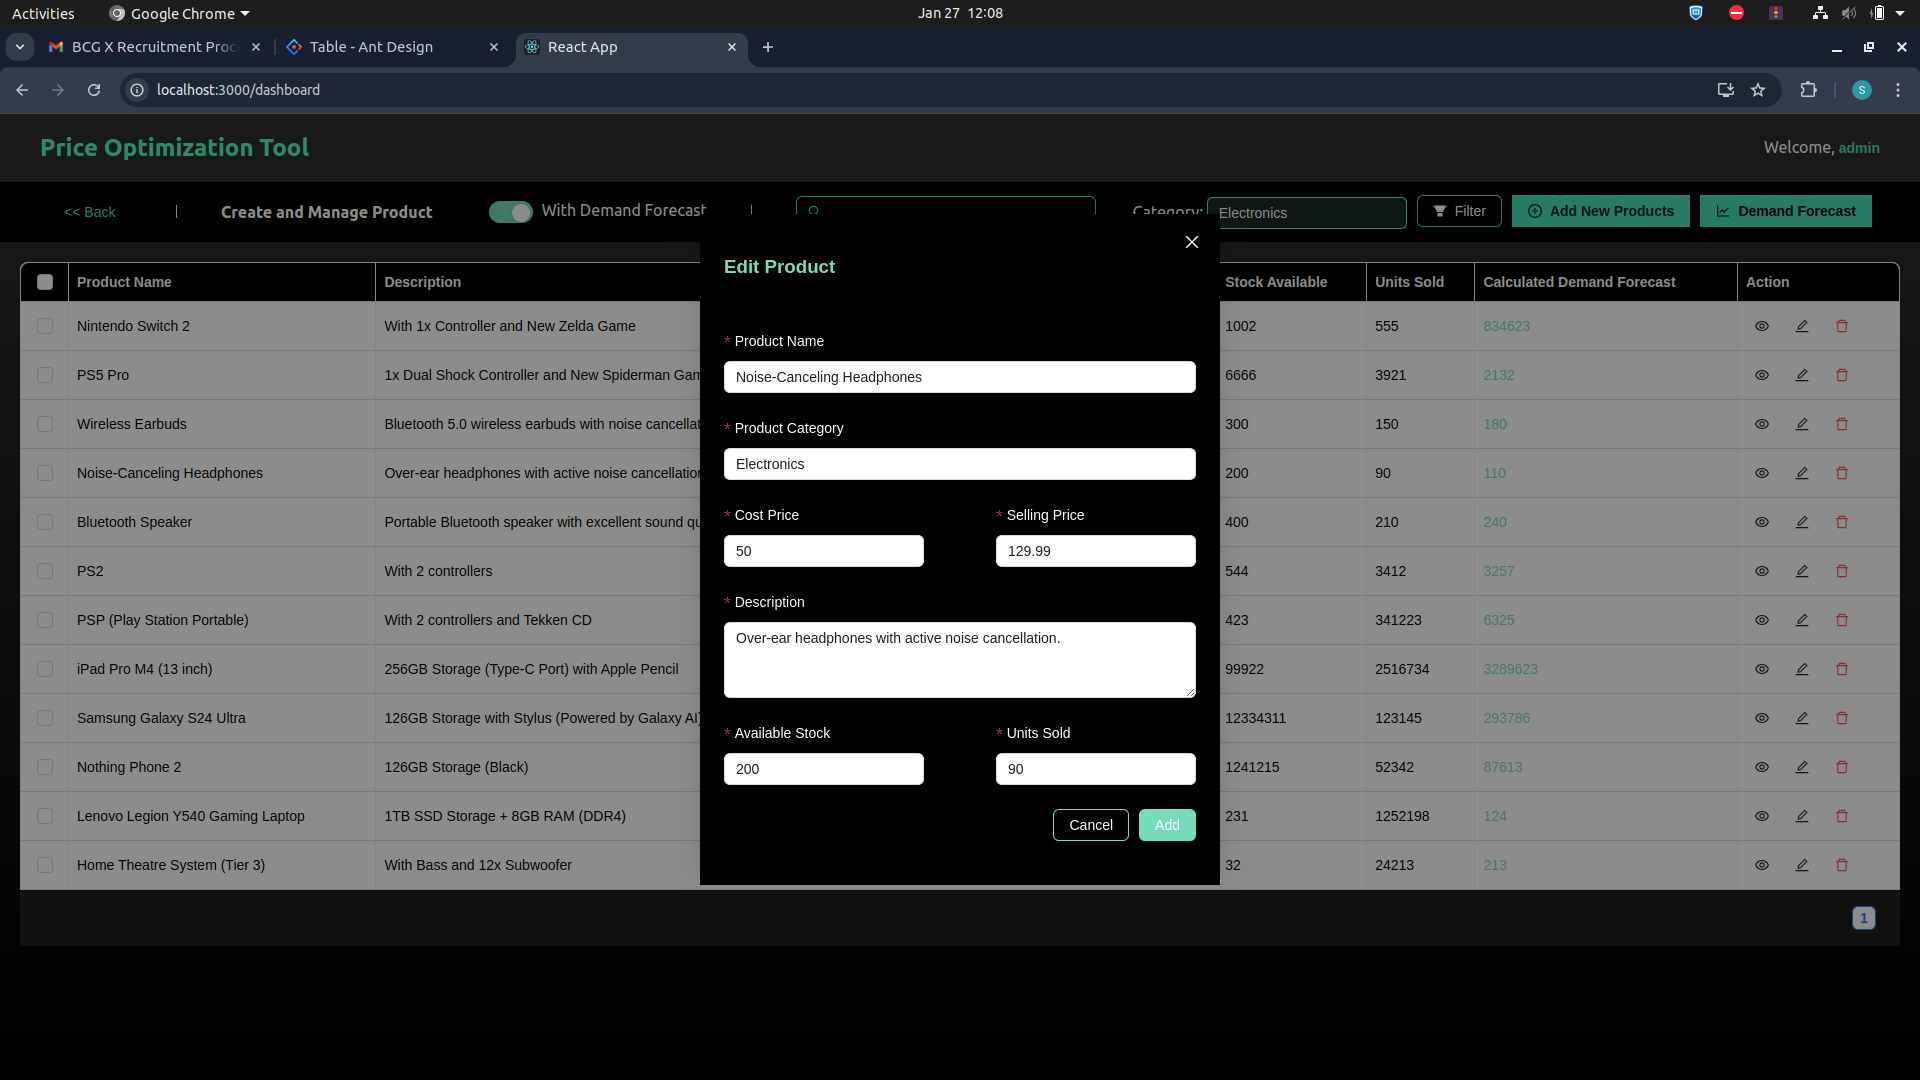 Activities Google Chrome Jan 27 12:08
BCG X Recruitment Proc Table - Ant Design React App
localhost:3000/dashboard S
Price Optimization Tool Welcome, admin
<< Back | Create and Manage Product With Demand Forecast Category: Electronics Filter Add New Products Demand Forecast
Product Name Description Stock Available Units Sold Calculated Demand Forecast Action
Nintendo Switch 2 With 1x Controller and New Zelda Game 1002 555 834623
PS5 Pro 1x Dual Shock Controller and New Spiderman Gam 6666 3921 2132
Wireless Earbuds Bluetooth 5.0 wireless earbuds with noise cancellat 300 150 180
Noise-Canceling Headphones Over-ear headphones with active noise cancellation 200 90 110
Bluetooth Speaker Portable Bluetooth speaker with excellent sound qu 400 210 240
PS2 With 2 controllers 544 3412 3257
PSP (Play Station Portable) With 2 controllers and Tekken CD 423 341223 6325
iPad Pro M4 (13 inch) 256GB Storage (Type-C Port) with Apple Pencil 99922 2516734 3289623
Samsung Galaxy S24 Ultra 126GB Storage with Stylus (Powered by Galaxy AI) 12334311 123145 293786
Nothing Phone 2 126GB Storage (Black) 1241215 52342 87613
Lenovo Legion Y540 Gaming Laptop 1TB SSD Storage + 8GB RAM (DDR4) 231 1252198 124
Home Theatre System (Tier 3) With Bass and 12x Subwoofer 32 24213 213
1
Edit Product
* Product Name
Noise-Canceling Headphones
* Product Category
Electronics
* Cost Price * Selling Price
50 129.99
* Description
Over-ear headphones with active noise cancellation.
* Available Stock * Units Sold
200 90
Cancel Add